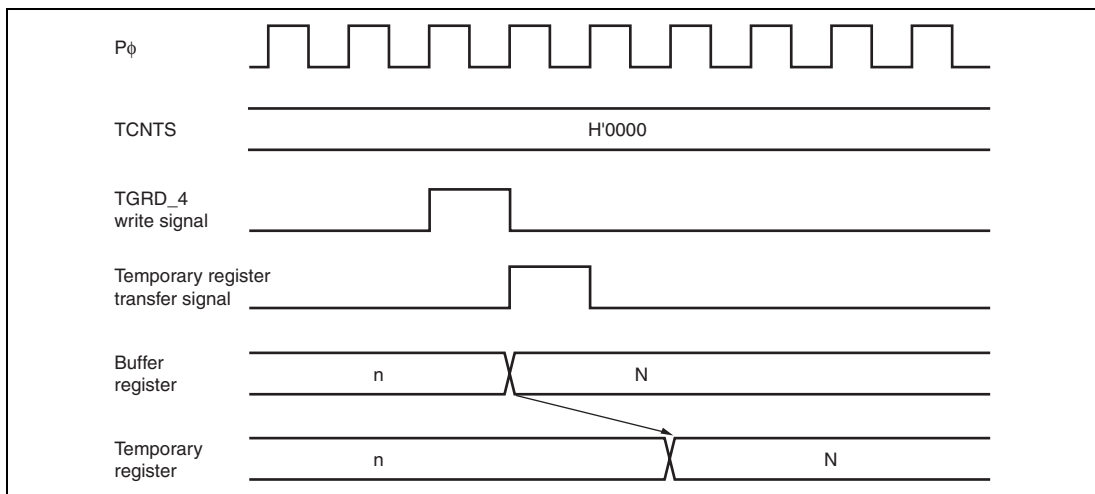 Pϕ
TCNTS
H'0000
TGRD_4
write signal
Temporary register
transfer signal
Buffer
register
n
N
Temporary
register
n
N